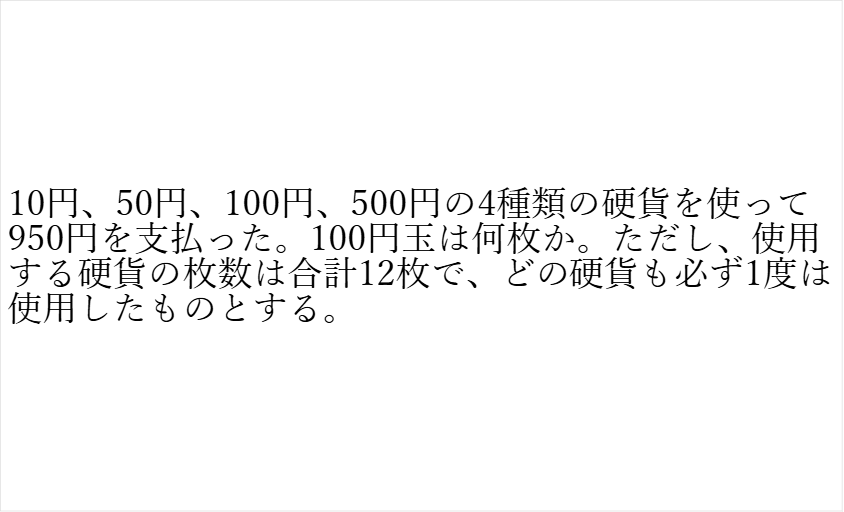 10円、50円、100円、500円の4種類の硬貨を使って
950円を支払った。100円玉は何枚か。ただし、使用
する硬貨の枚数は合計12枚で、どの硬貨も必ず1度は
使用したものとする。